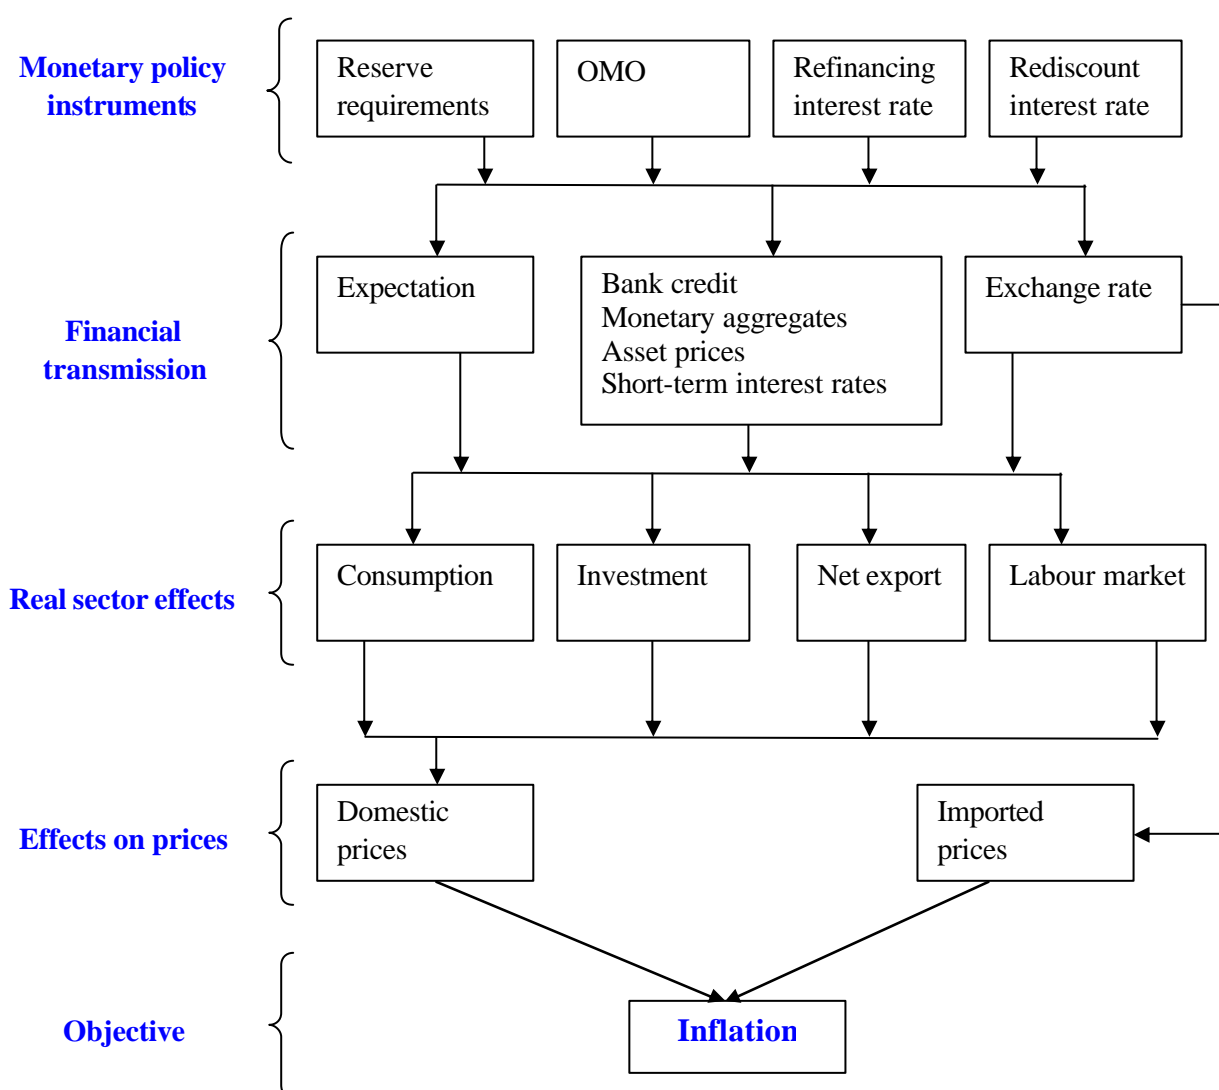 Monetary policy
instruments
Reserve
requirements
OMO
Refinancing
interest rate
Rediscount
interest rate
Financial
transmission
Expectation
Bank credit
Monetary aggregates
Asset prices
Short-term interest rates
Exchange rate
Real sector effects
Consumption
Investment
Net export
Labour market
Effects on prices
Domestic
prices
Imported
prices
Objective
Inflation